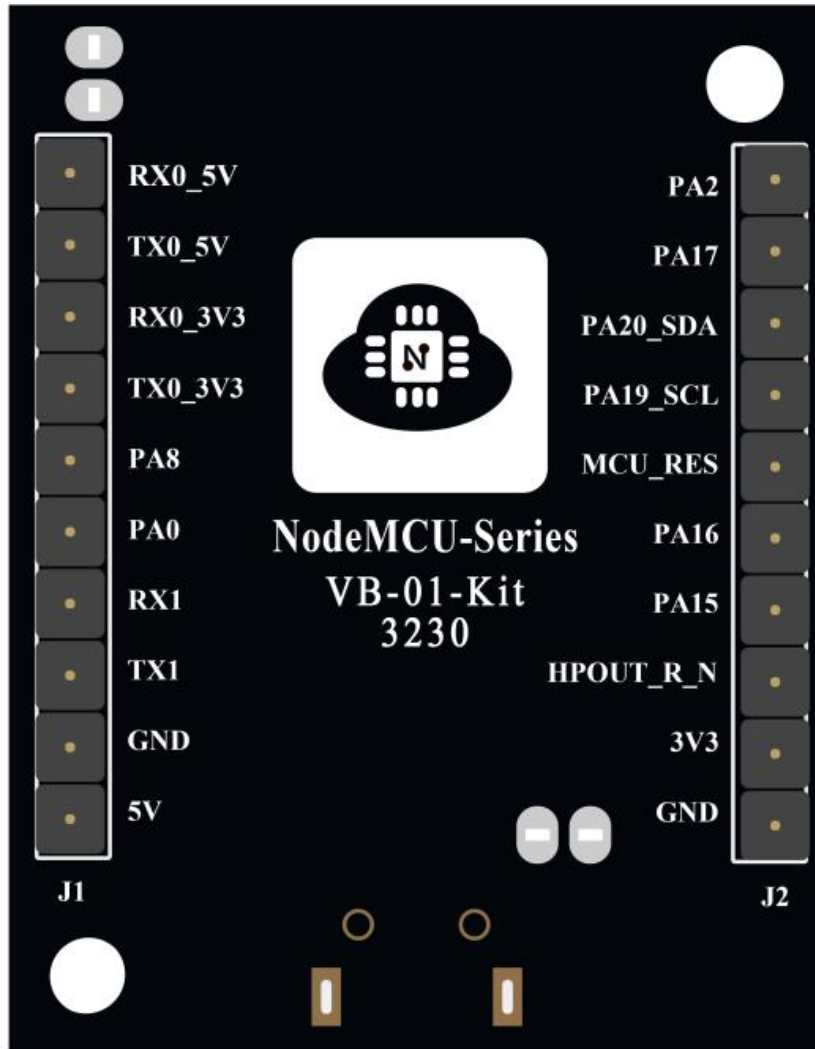 RX0_5V
TX0_5V
RX0_3V3
TX0_3V3
PA8
PA0
RX1
TX1
GND
5V
J1
N
NodeMCU-Series
VB-01-Kit
3230
PA2
PA17
PA20_SDA
PA19_SCL
MCU_RES
PA16
PA15
HPOUT_R_N
3V3
GND
J2